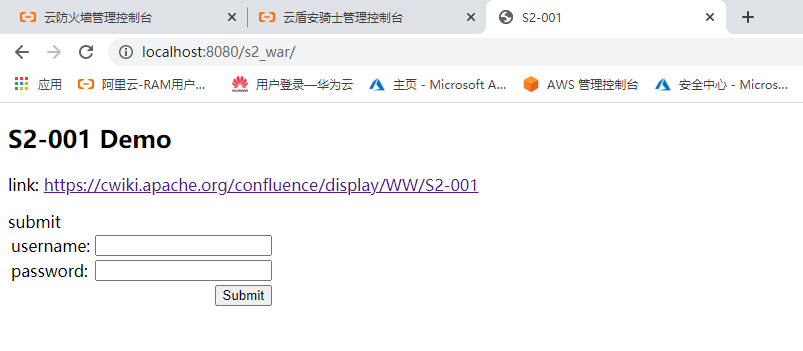 云防火墙管理控制台 云盾安骑士管理控制台 S2-001
localhost:8080/s2_war/
应用 阿里云-RAM用户... 用户登录—华为云 主页 - Microsoft A... AWS 管理控制台 安全中心 - Micros...
S2-001 Demo
link: https://cwiki.apache.org/confluence/display/WW/S2-001
submit
username:
password:
Submit